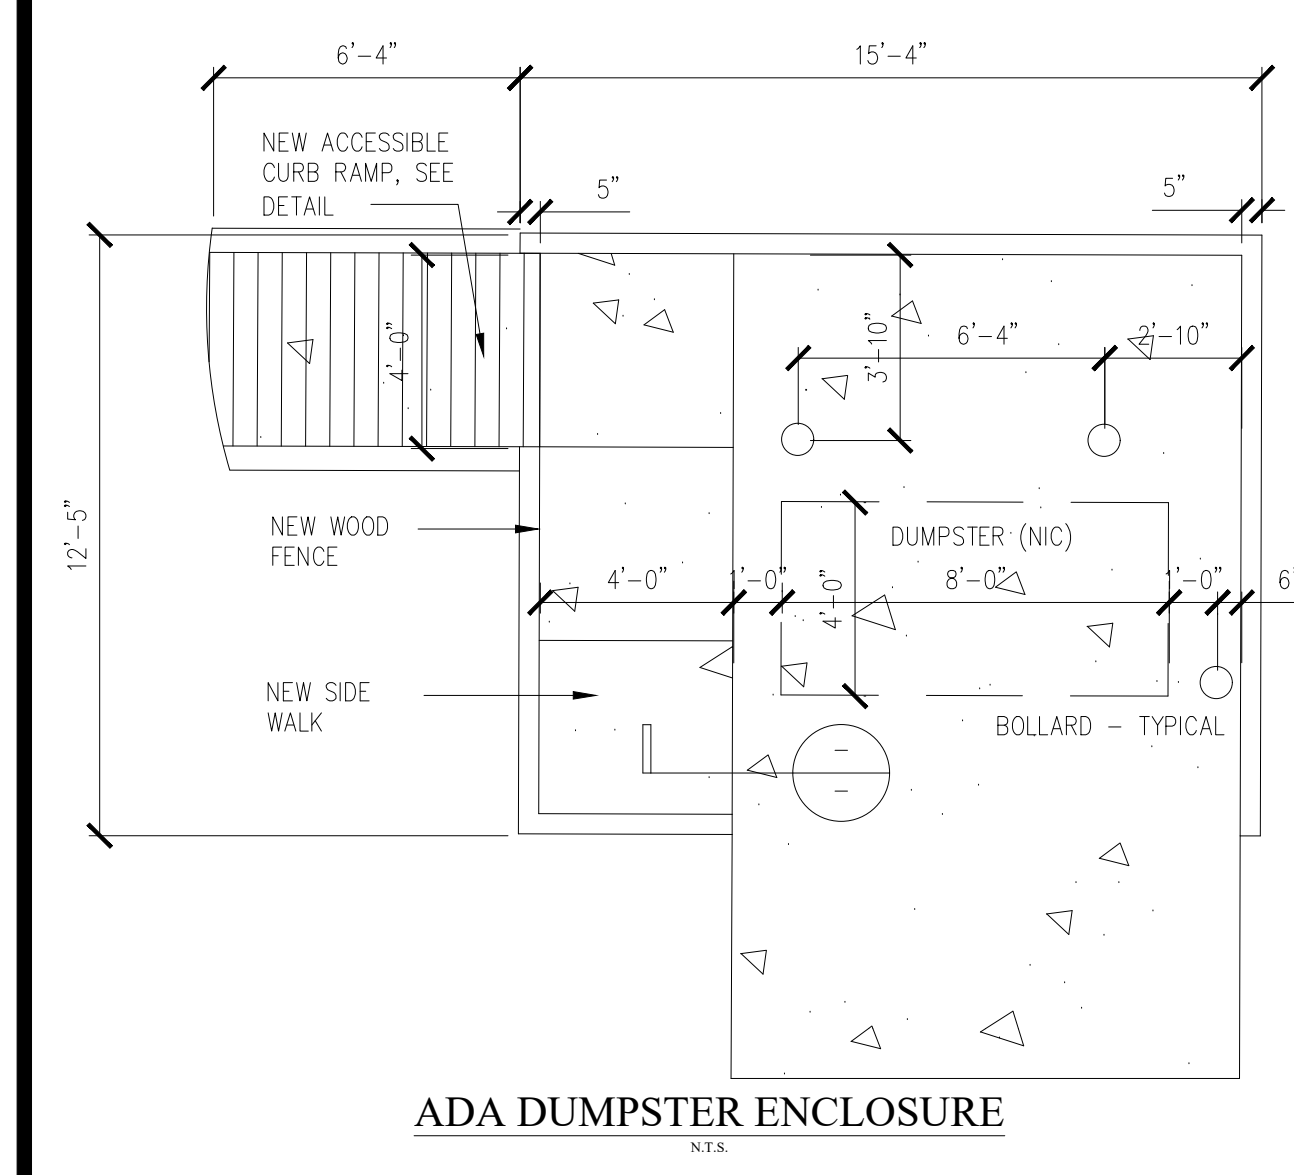 6'-4"
15'-4"
NEW ACCESSIBLE
CURB RAMP, SEE
DETAIL
5"
5"
4'-0"
3'-10"
6'-4"
2'-10"
12'-5"
NEW WOOD
FENCE
DUMPSTER (NIC)
4'-0"
1'-0"
4'-0"
8'-0"
1'-0"
6'
NEW SIDE
WALK
BOLLARD - TYPICAL
-
-
ADA DUMPSTER ENCLOSURE
N.T.S.